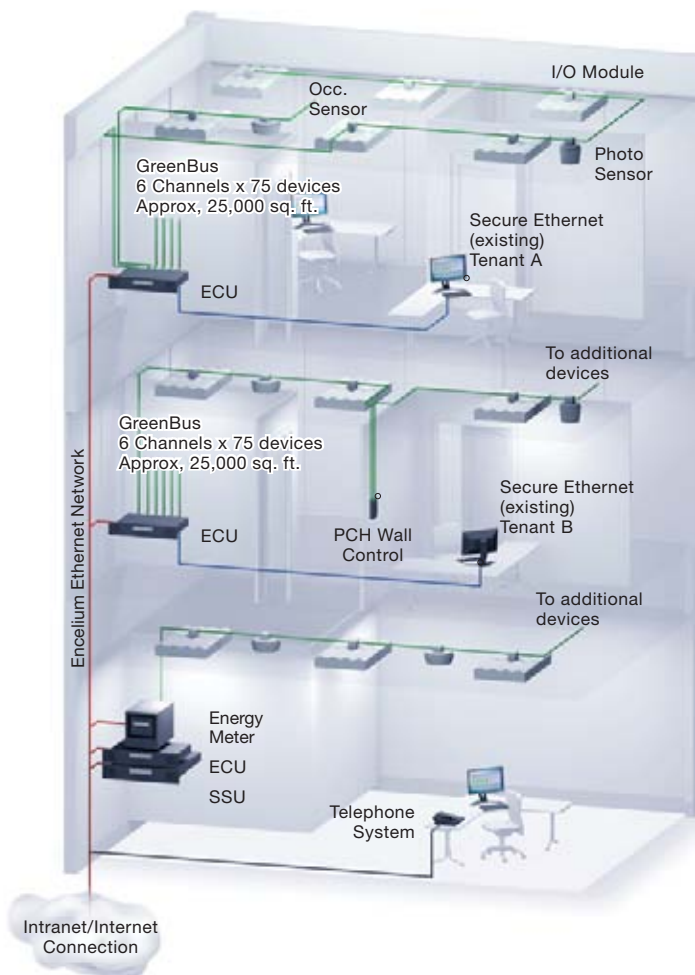 I/O Module
Occ.
Sensor
Photo
Sensor
GreenBus
6 Channels x 75 devices
Approx, 25,000 sq. ft.
Secure Ethernet
(existing)
Tenant A
ECU
To additional
devices
GreenBus
6 Channels x 75 devices
Approx, 25,000 sq. ft.
Secure Ethernet
(existing)
Tenant B
ECU
PCH Wall
Control
Encelium Ethernet Network
To additional
devices
Energy
Meter
ECU
SSU
Telephone
System
Intranet/Internet
Connection